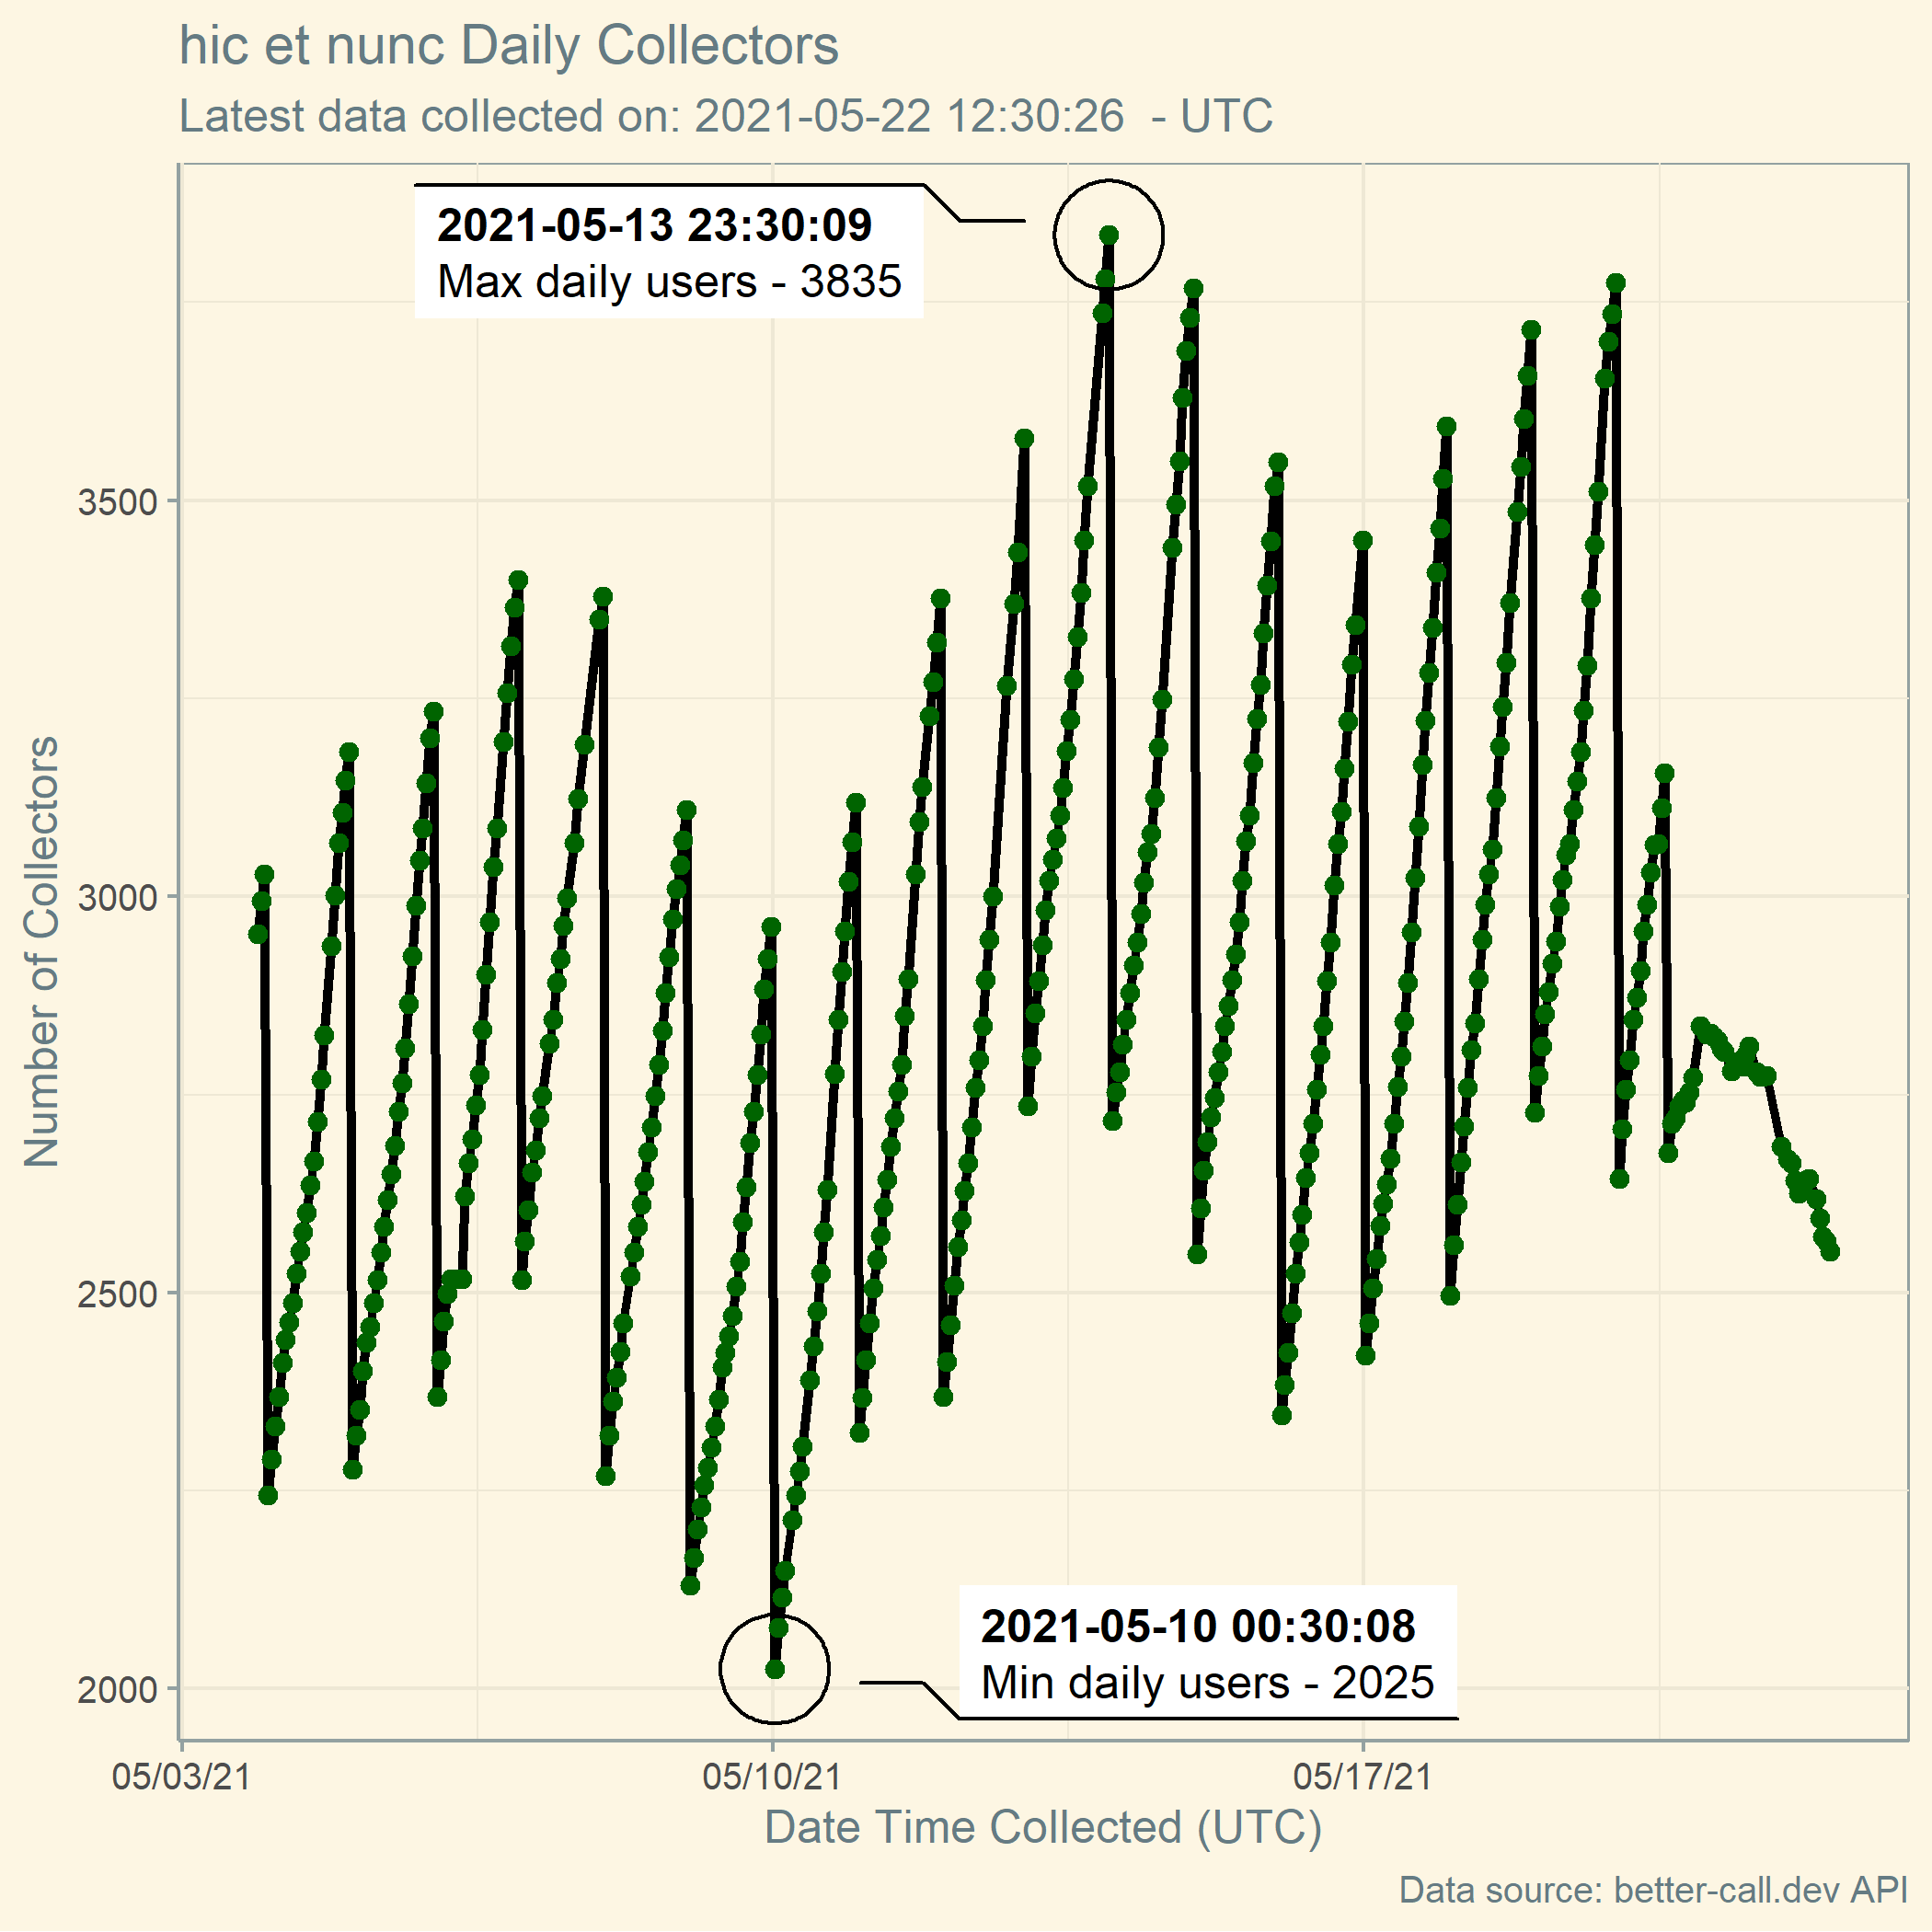 hic et nunc Daily Collectors
Latest data collected on: 2021-05-22 12:30:26  - UTC
2021-05-13 23:30:09
Max daily users - 3835
3500
3000
2500
2000
Number of Collectors
2021-05-10 00:30:08
Min daily users - 2025
05/03/21
05/10/21
05/17/21
Date Time Collected (UTC)
Data source: better-call.dev API